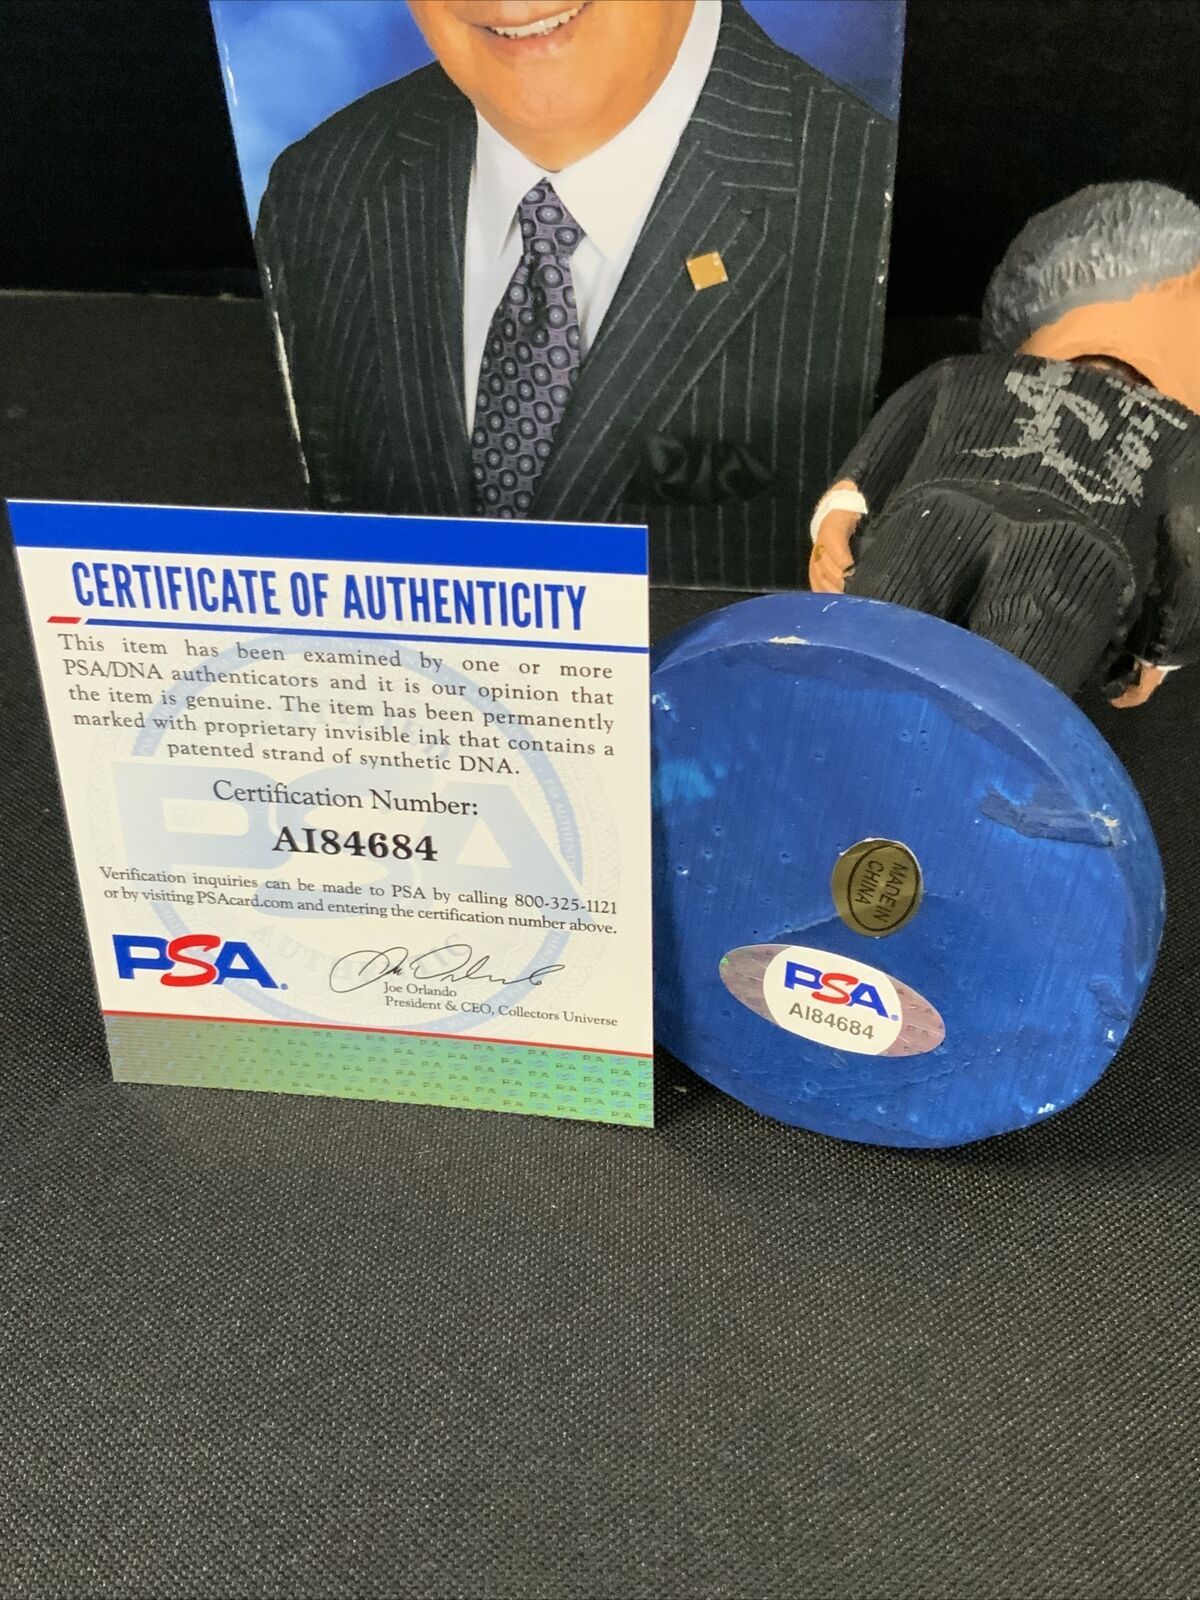 CERTIFICATE OF AUTHENTICITY
This item has been examined by one or more
PSA/DNA authenticators and it is our opinion that
the item is genuine. The item has been permanently
marked with proprietary invisible ink that contains a
patented strand of synthetic DNA.
Certification Number:
AI84684
Verification inquiries can be made to PSA by calling 800-325-1121
or by visiting PSAcard.com and entering the certification number above.
PSA.
Joe Orlando
President & CEO, Collectors Universe
MADE IN
CHINA
PSA.
AI84684